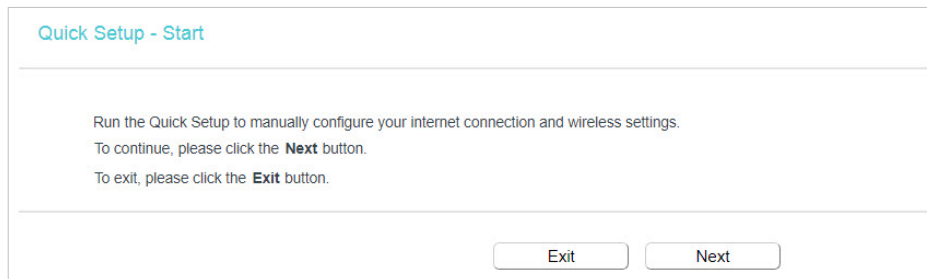 Quick Setup - Start
Run the Quick Setup to manually configure your internet connection and wireless settings.
To continue, please click the Next button.
To exit, please click the Exit button.
Exit Next